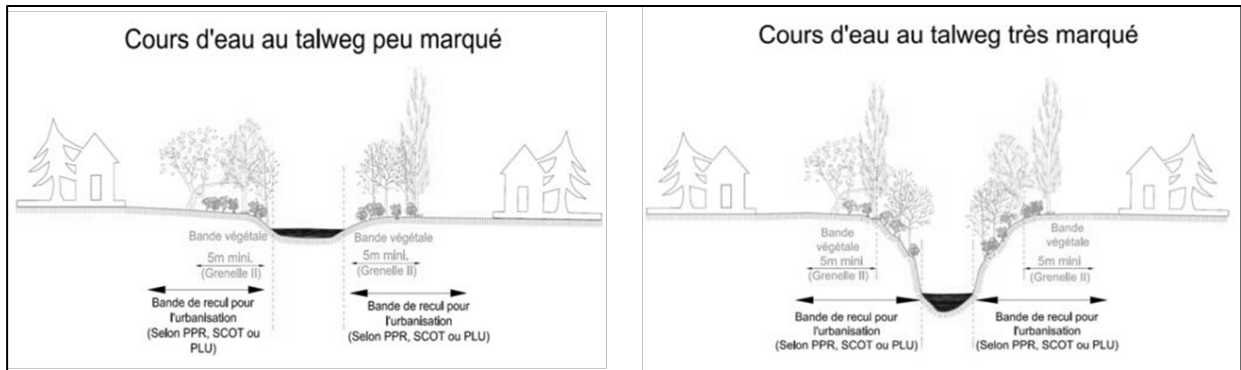 Cours d'eau au talweg peu marqué
Bande végétale
5m mini.
(Grenelle II)
Bande de recul pour
l'urbanisation
(Selon PPR, SCOT ou
PLU)
Bande végétale
5m mini.
(Grenelle II)
Bande de recul pour
l'urbanisation
(Selon PPR, SCOT ou PLU)
Cours d'eau au talweg très marqué
Bande
végétale
5m mini
(Grenelle II)
Bande de recul pour
l'urbanisation
(Selon PPR, SCOT ou PLU)
Bande
végétale
5m mini
(Grenelle II)
Bande de recul pour
l'urbanisation
(Selon PPR, SCOT ou PLU)